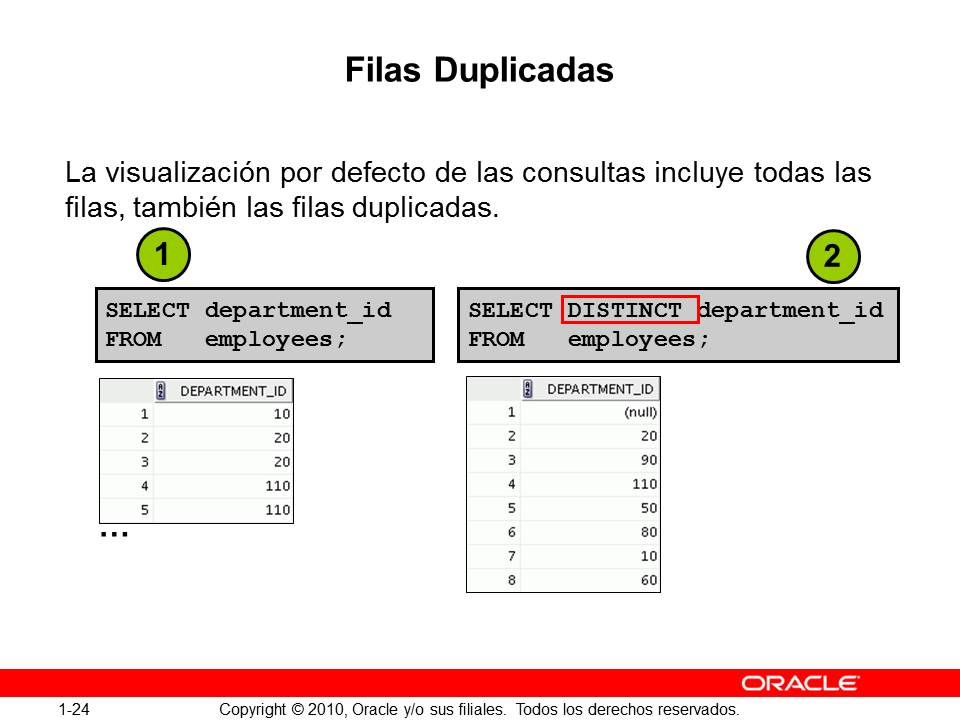 Filas Duplicadas
La visualización por defecto de las consultas incluye todas las
filas, también las filas duplicadas.
1
2
SELECT department_id
FROM employees;
SELECT DISTINCT department_id
FROM employees;
DEPARTMENT_ID
1 10
2 20
3 20
4 110
5 110
...
DEPARTMENT_ID
1 (null)
2 20
3 90
4 110
5 50
6 80
7 10
8 60
ORACLE
1-24
Copyright © 2010, Oracle y/o sus filiales. Todos los derechos reservados.